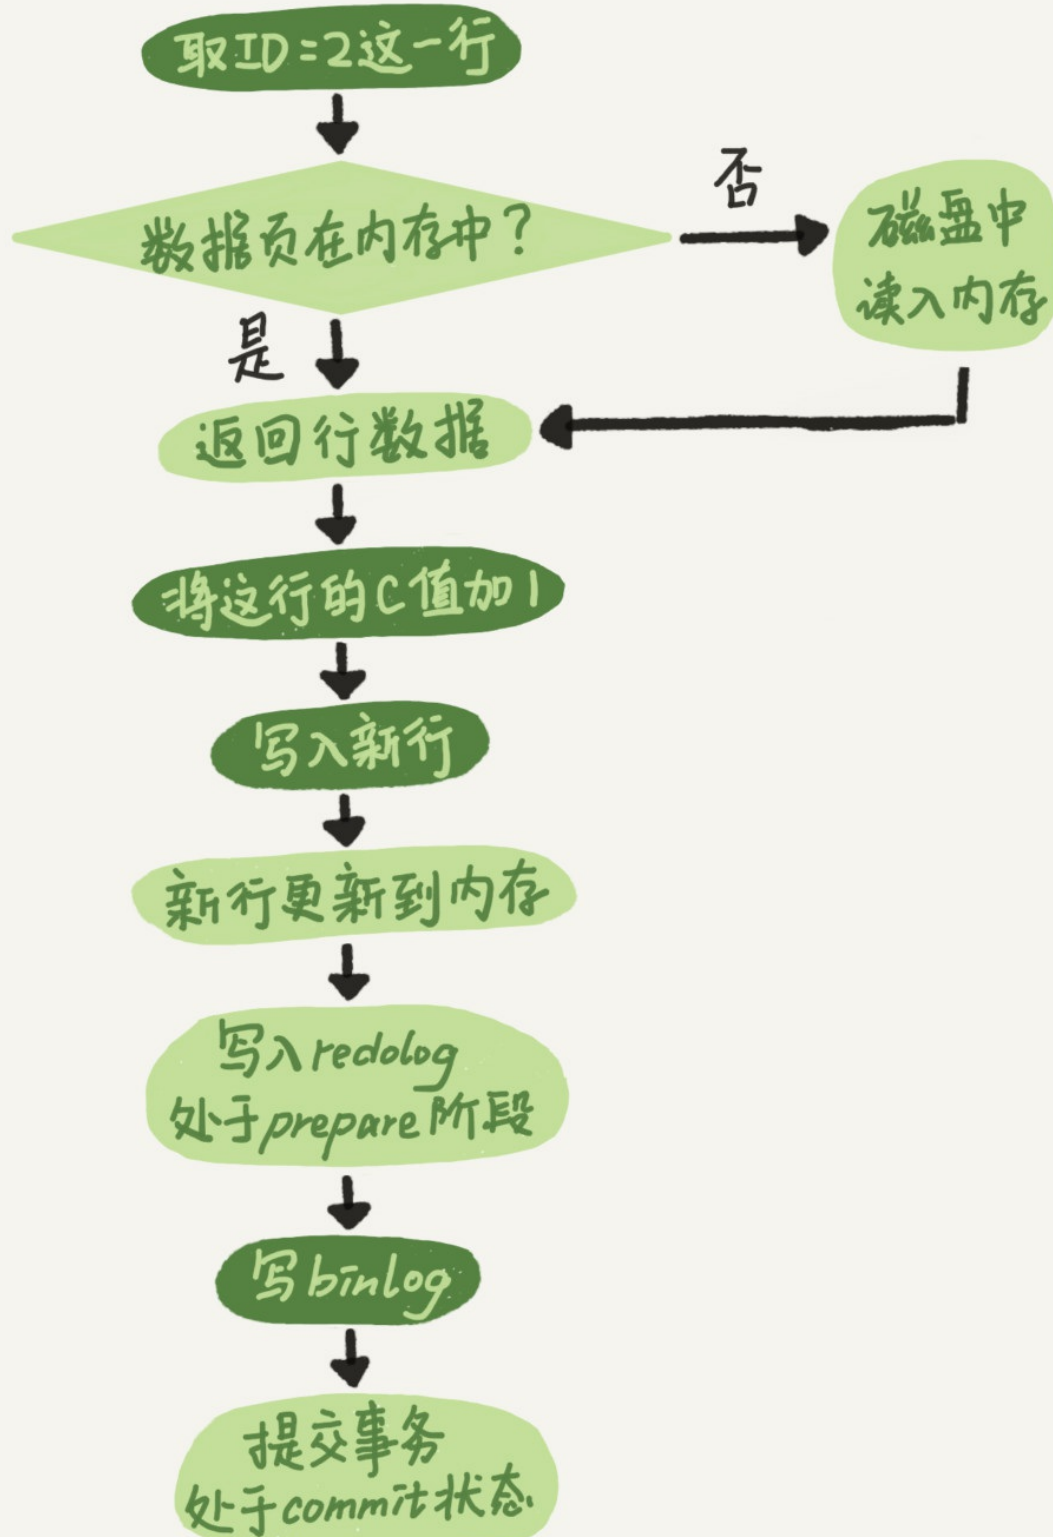 取ID=2这一行
数据页在内存中？
否
磁盘中
读入内存
是
返回行数据
将这行的C值加1
写入新行
新行更新到内存
写入redolog
处于prepare阶段
写binlog
提交事务
处于commit状态